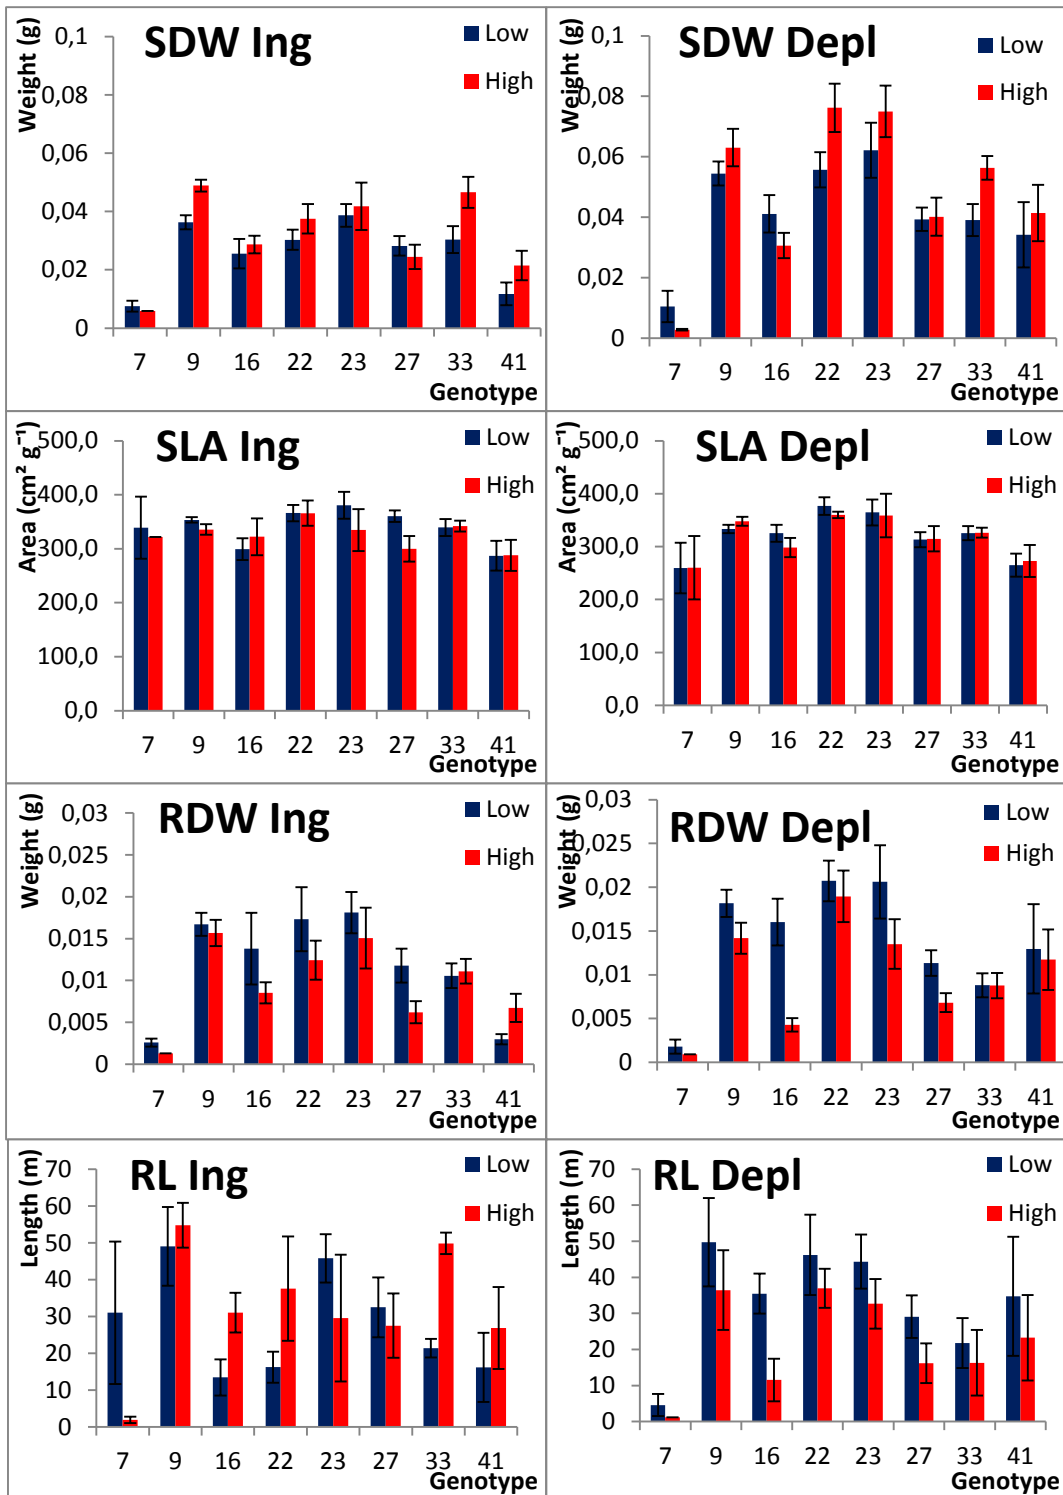 SDW Ing
Low
High
Weight (g)
0,1
0,08
0,06
0,04
0,02
0
7 9 16 22 23 27 33 41
Genotype
SDW Depl
Low
High
Weight (g)
0,1
0,08
0,06
0,04
0,02
0
7 9 16 22 23 27 33 41
Genotype
SLA Ing
Low
High
Area (cm² g⁻¹)
500,0
400,0
300,0
200,0
100,0
0,0
7 9 16 22 23 27 33 41
Genotype
SLA Depl
Low
High
Area (cm² g⁻¹)
500,0
400,0
300,0
200,0
100,0
0,0
7 9 16 22 23 27 33 41
Genotype
RDW Ing
Low
High
Weight (g)
0,03
0,025
0,02
0,015
0,01
0,005
0
7 9 16 22 23 27 33 41
Genotype
RDW Depl
Low
High
Weight (g)
0,03
0,025
0,02
0,015
0,01
0,005
0
7 9 16 22 23 27 33 41
Genotype
RL Ing
Low
High
Length (m)
70
60
50
40
30
20
10
0
7 9 16 22 23 27 33 41
Genotype
RL Depl
Low
High
Length (m)
70
60
50
40
30
20
10
0
7 9 16 22 23 27 33 41
Genotype